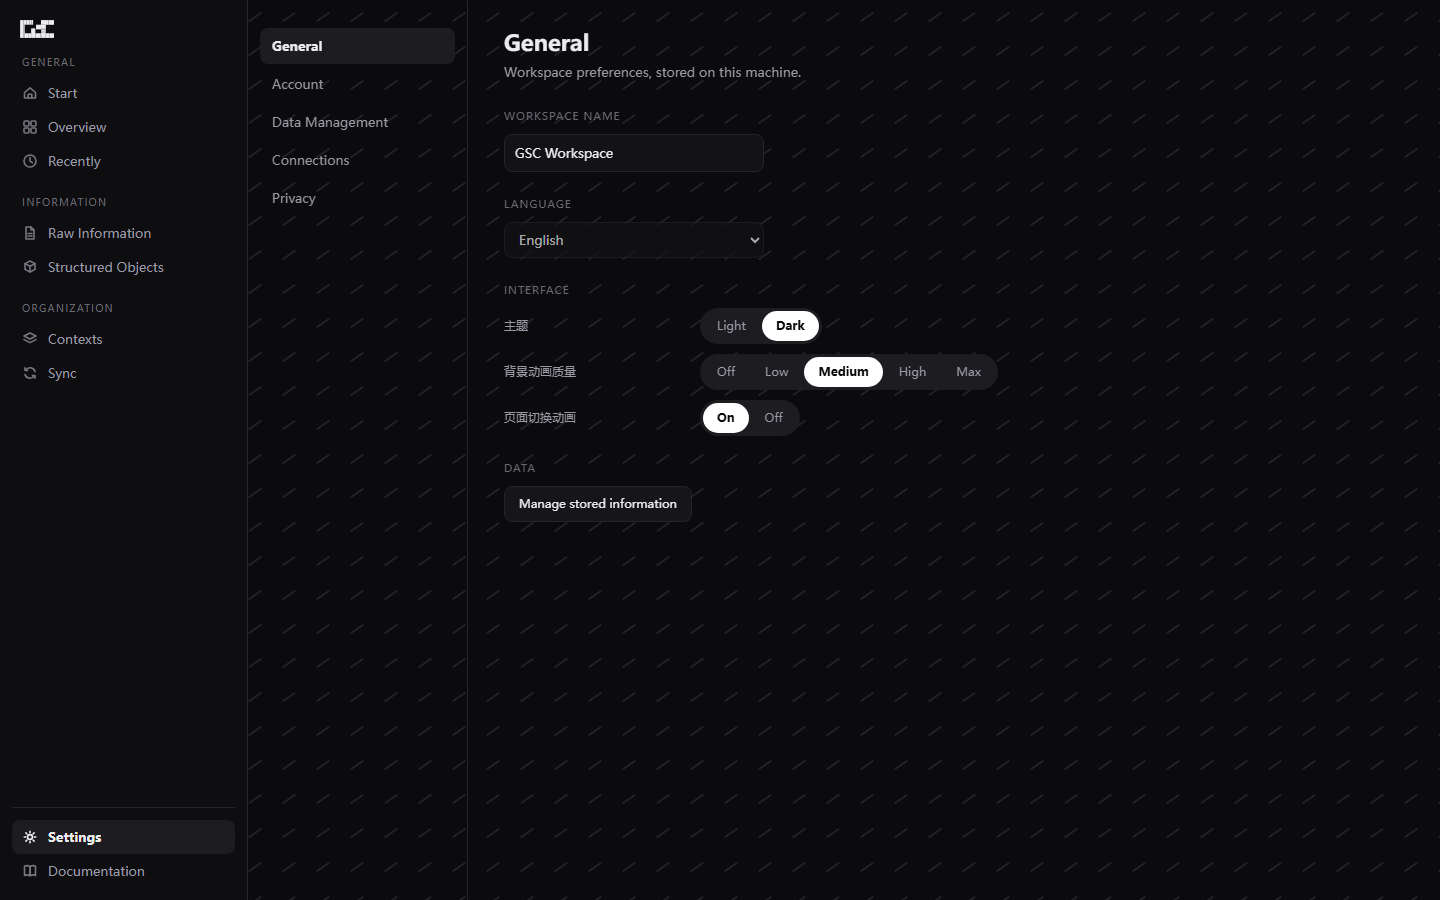 GSC
GENERAL
Start
Overview
Recently
INFORMATION
Raw Information
Structured Objects
ORGANIZATION
Contexts
Sync
Settings
Documentation
General
Account
Data Management
Connections
Privacy
General
Workspace preferences, stored on this machine.
WORKSPACE NAME
GSC Workspace
LANGUAGE
English
INTERFACE
主题 Light Dark
背景动画质量 Off Low Medium High Max
页面切换动画 On Off
DATA
Manage stored information